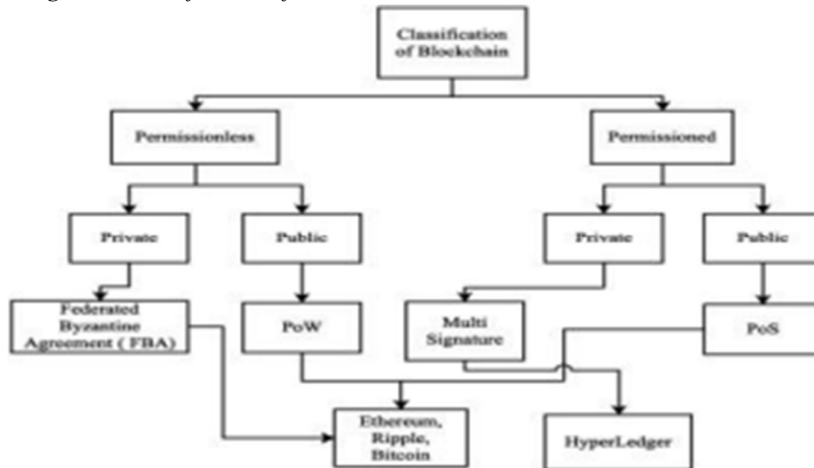 Classification
of Blockchain
Permissionless
Permissioned
Private
Public
Private
Public
Federated
Byzantine
Agreement ( FBA)
PoW
Multi
Signature
PoS
Ethereum,
Ripple,
Bitcoin
HyperLedger